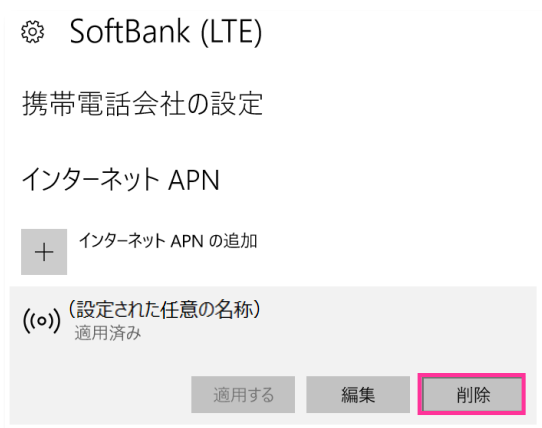 SoftBank (LTE)
携帯電話会社の設定
インターネット APN
インターネット APN の追加
(設定された任意の名称)
適用済み
適用する 編集 削除